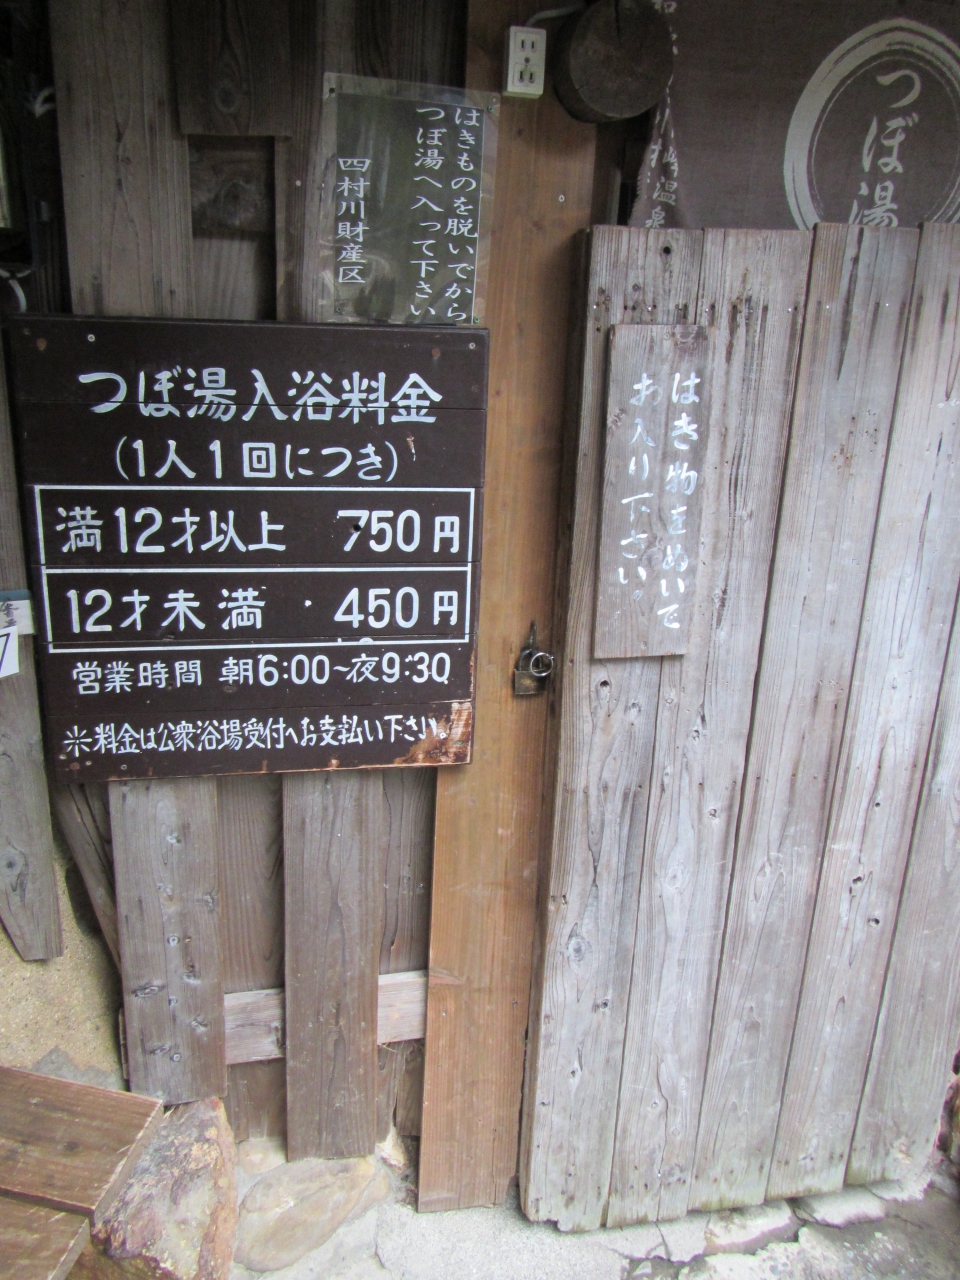 はきものを脱いでから
つぼ湯へ入って下さい
四村川財産区
つぼ湯
温泉
つぼ湯入浴料金
(1人1回につき)
満12才以上 750円
12才未満 450円
営業時間 朝6:00~夜9:30
※料金は公衆浴場受付へお支払い下さい。
はき物をぬいで
お入り下さい。
7